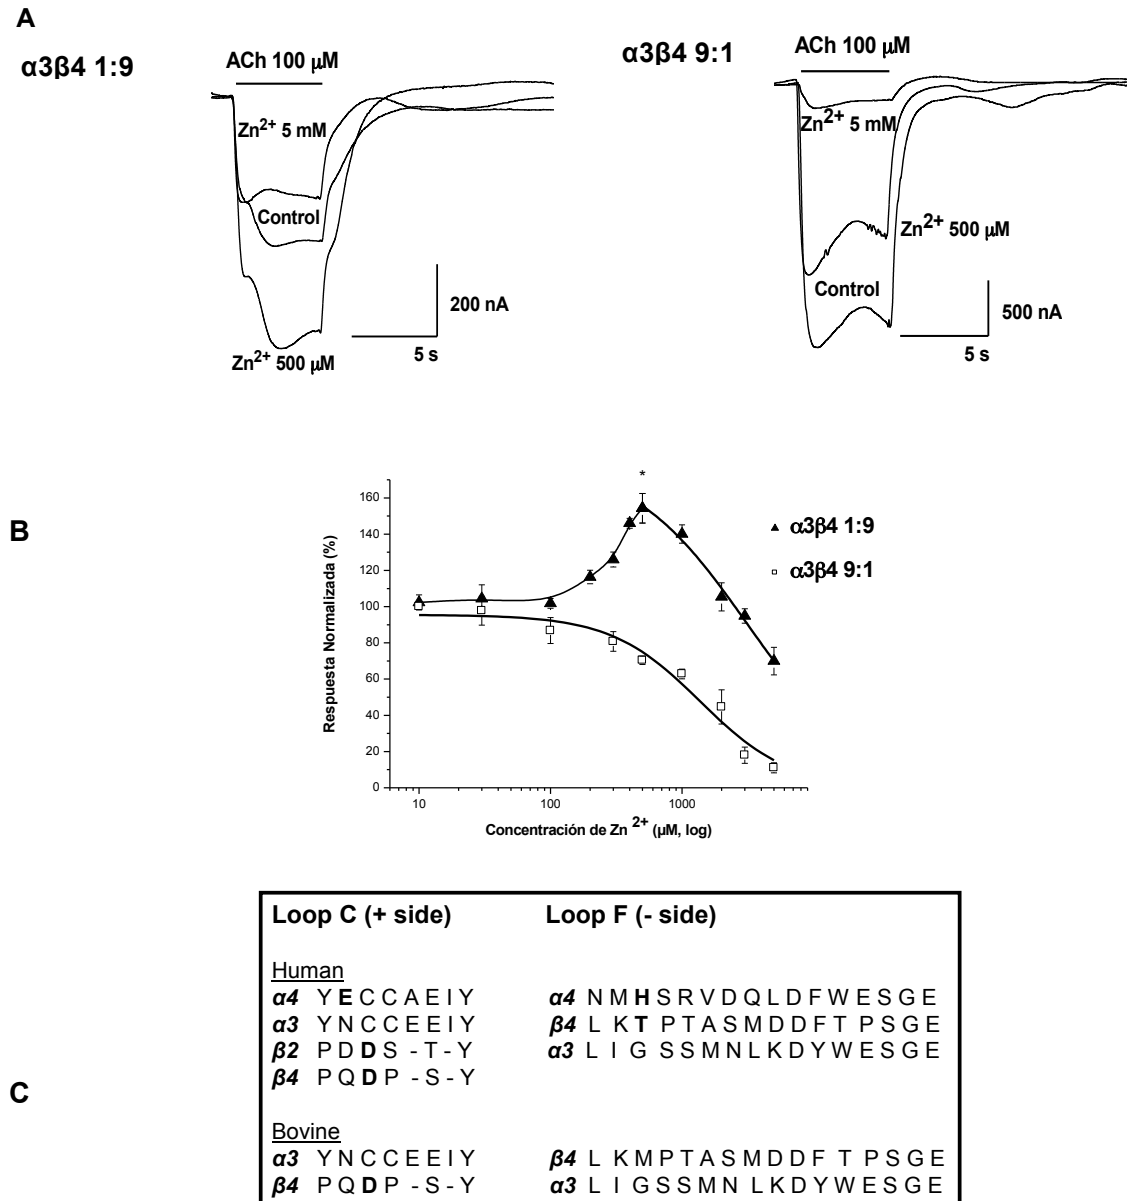 A
α3β4 1:9
ACh 100 µM
Zn2+ 5 mM
Control
Zn2+ 500 µM
200 nA
5 s
α3β4 9:1
ACh 100 µM
Zn2+ 5 mM
Zn2+ 500 µM
Control
500 nA
5 s
B
*
Respuesta Normalizada (%)
160
140
120
100
80
60
40
20
0
10
100
1000
Concentración de Zn 2+ (µM, log)
α3β4 1:9
α3β4 9:1
C
Loop C (+ side) Loop F (- side)
Human
α4 Y E C C A E I Y α4 N M H S R V D Q L D F W E S G E
α3 Y N C C E E I Y β4 L K T P T A S M D D F T P S G E
β2 P D D S - T - Y α3 L I G S S M N L K D Y W E S G E
β4 P Q D P - S - Y
Bovine
α3 Y N C C E E I Y β4 L K M P T A S M D D F T P S G E
β4 P Q D P - S - Y α3 L I G S S M N L K D Y W E S G E